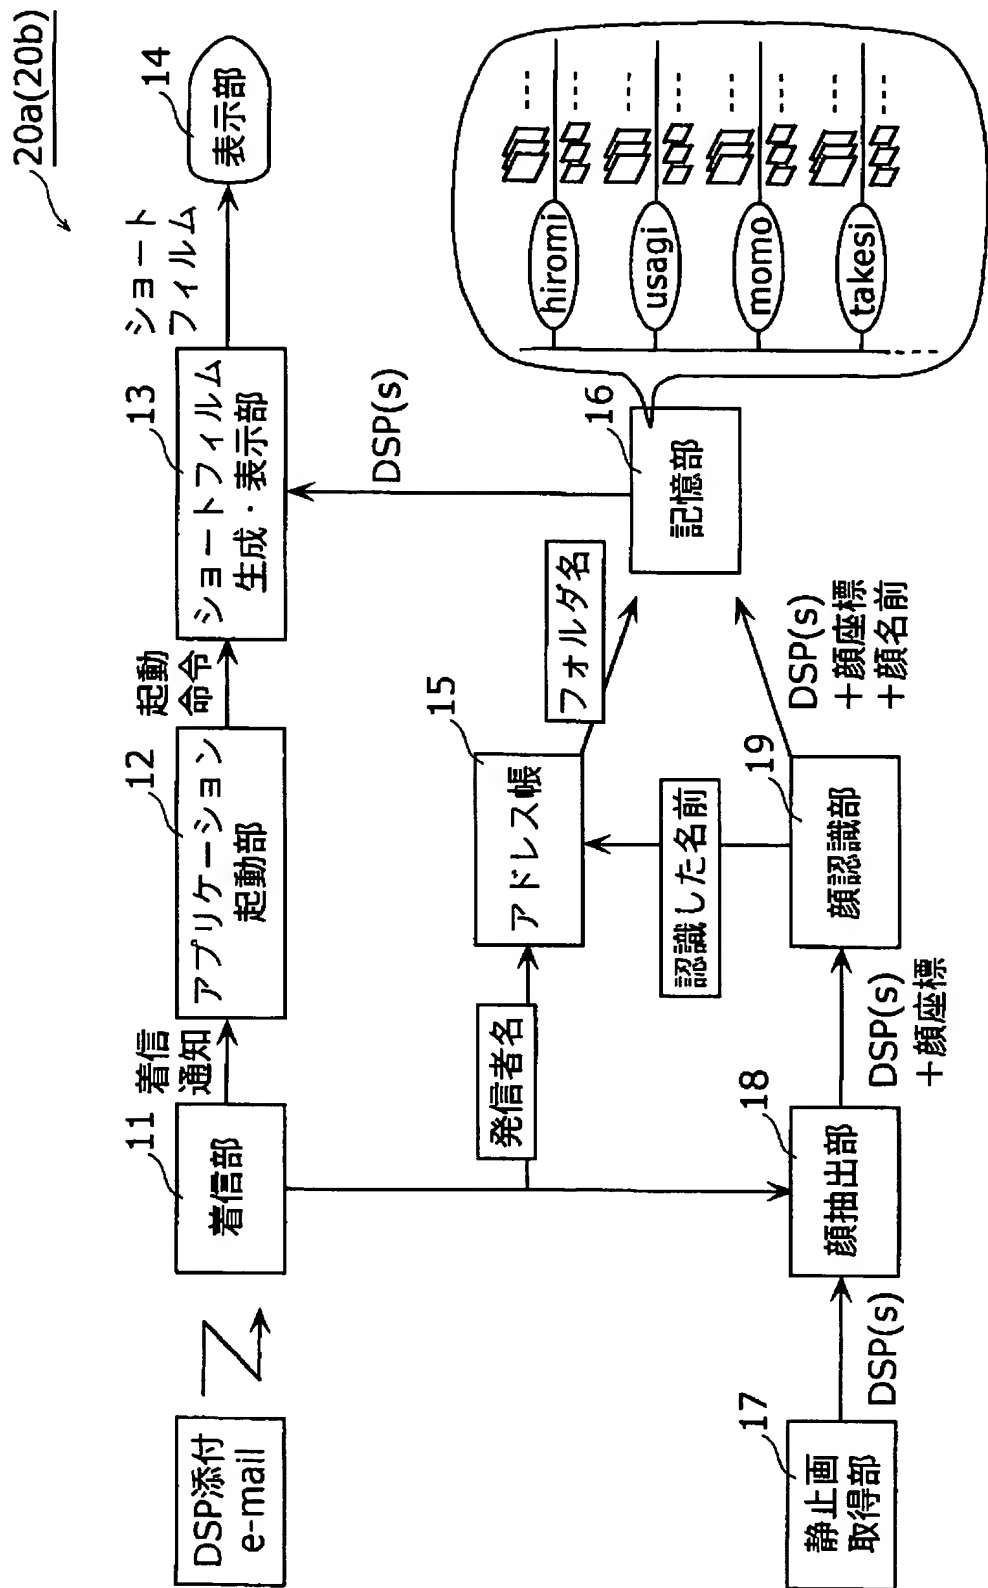 20a(20b)
DSP添付
e-mail
11
着信部
着信
通知
12
アプリケーション
起動部
起動
命令
13
ショートフィルム
生成・表示部
ショート
フィルム
14
表示部
発信者名
15
アドレス帳
フォルダ名
DSP(s)
16
記憶部
hiromi
usagi
momo
takesi
認識した名前
17
静止画
取得部
DSP(s)
18
顔抽出部
DSP(s)
+顔座標
19
顔認識部
DSP(s)
+顔座標
+顔名前